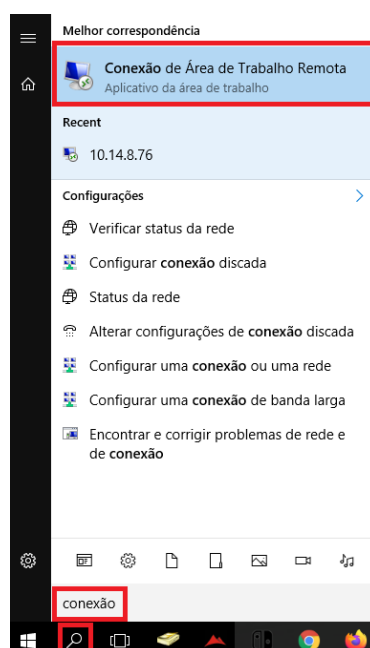 Melhor correspondência
Conexão de Área de Trabalho Remota
Aplicativo da área de trabalho
Recent
10.14.8.76
Configurações
Verificar status da rede
Configurar conexão discada
Status da rede
Alterar configurações de conexão discada
Configurar uma conexão ou uma rede
Configurar uma conexão de banda larga
Encontrar e corrigir problemas de rede e
de conexão
conexão